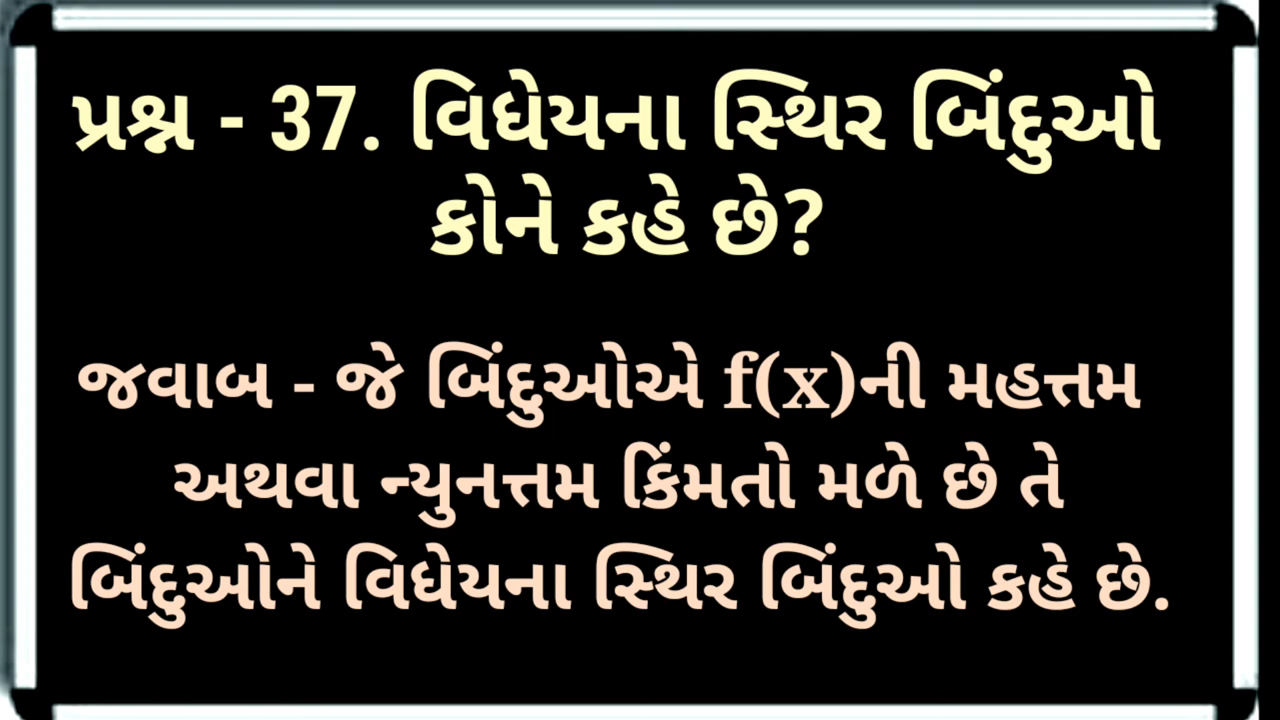 પ્રશ્ન - 37. વિધેયના સ્થિર બિંદુઓ
કોને કહે છે?
જવાબ - જે બિંદુઓએ f(x)ની મહત્તમ
અથવા ન્યુનત્તમ કિંમતો મળે છે તે
બિંદુઓને વિધેયના સ્થિર બિંદુઓ કહે છે.